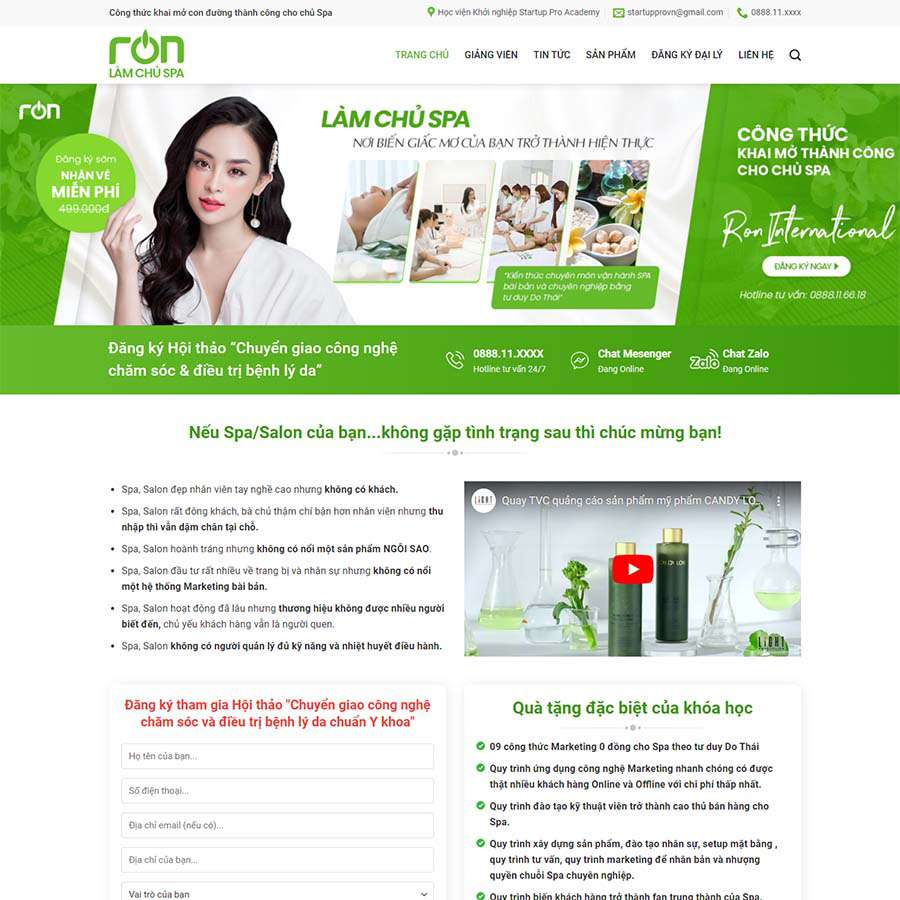 Công thức khai mở con đường thành công cho chủ Spa
Học viện Khởi nghiệp Startup Pro Academy
startupprovn@gmail.com
0888.11.xxxx
ron
LÀM CHỦ SPA
TRANG CHỦ
GIẢNG VIÊN
TIN TỨC
SẢN PHẨM
ĐĂNG KÝ ĐẠI LÝ
LIÊN HỆ
ron
Đăng ký sớm
NHẬN VÉ
MIỄN PHÍ
499.000đ
LÀM CHỦ SPA
NƠI BIẾN GIẤC MƠ CỦA BẠN TRỞ THÀNH HIỆN THỰC
"Kiến thức chuyên môn vận hành SPA
bài bản và chuyên nghiệp bằng
tư duy Do Thái"
CÔNG THỨC
KHAI MỞ THÀNH CÔNG
CHO CHỦ SPA
Ron International
ĐĂNG KÝ NGAY
Hotline tư vấn: 0888.11.66.18
Đăng ký Hội thảo “Chuyển giao công nghệ
chăm sóc & điều trị bệnh lý da”
0888.11.XXXX
Hotline tư vấn 24/7
Chat Mesenger
Đang Online
Zalo
Chat Zalo
Đang Online
Nếu Spa/Salon của bạn...không gặp tình trạng sau thì chúc mừng bạn!
Spa, Salon đẹp nhân viên tay nghề cao nhưng không có khách.
Spa, Salon rất đông khách, bà chủ thậm chí bận hơn nhân viên nhưng thu
nhập thì vẫn dậm chân tại chỗ.
Spa, Salon hoành tráng nhưng không có nổi một sản phẩm NGÔI SAO.
Spa, Salon đầu tư rất nhiều về trang bị và nhân sự nhưng không có nổi
một hệ thống Marketing bài bản.
Spa, Salon hoạt động đã lâu nhưng thương hiệu không được nhiều người
biết đến, chủ yếu khách hàng vẫn là người quen.
Spa, Salon không có người quản lý đủ kỹ năng và nhiệt huyết điều hành.
LIGHT
Quay TVC quảng cáo sản phẩm mỹ phẩm CANDY LO...
LIGHT
Đăng ký tham gia Hội thảo "Chuyển giao công nghệ
chăm sóc và điều trị bệnh lý da chuẩn Y khoa"
Họ tên của bạn...
Số điện thoại...
Địa chỉ email (nếu có)...
Địa chỉ của bạn...
Vai trò của bạn
Quà tặng đặc biệt của khóa học
09 công thức Marketing 0 đồng cho Spa theo tư duy Do Thái
Quy trình ứng dụng công nghệ Marketing nhanh chóng có được
thật nhiều khách hàng Online và Offline với chi phí thấp nhất.
Quy trình đào tạo kỹ thuật viên trở thành cao thủ bán hàng cho
Spa.
Quy trình xây dựng sản phẩm, đào tạo nhân sự, setup mặt bằng ,
quy trình tư vấn, quy trình marketing để nhân bản và nhượng
quyền chuỗi Spa chuyên nghiệp.
Quy trình biến khách hàng trở thành fan trung thành của Spa.